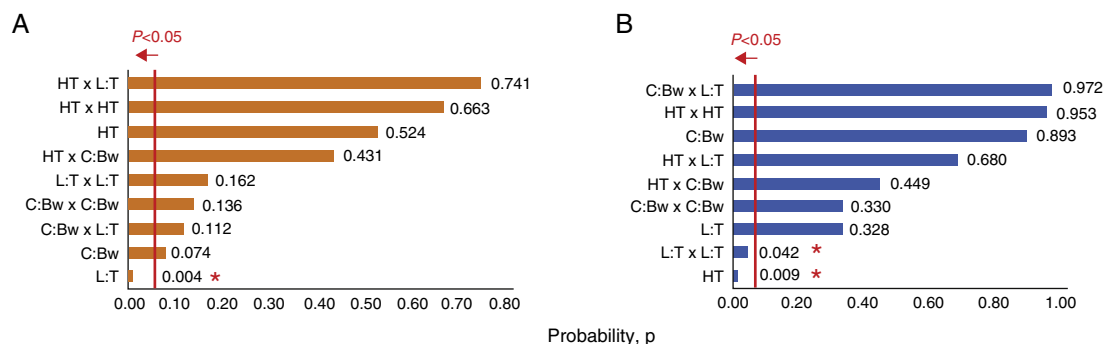 A
P<0.05
HT x L:T 0.741
HT x HT 0.663
HT 0.524
HT x C:Bw 0.431
L:T x L:T 0.162
C:Bw x C:Bw 0.136
C:Bw x L:T 0.112
C:Bw 0.074
L:T 0.004 *
0.00 0.10 0.20 0.30 0.40 0.50 0.60 0.70 0.80
B
P<0.05
C:Bw x L:T 0.972
HT x HT 0.953
C:Bw 0.893
HT x L:T 0.680
HT x C:Bw 0.449
C:Bw x C:Bw 0.330
L:T 0.328
L:T x L:T 0.042 *
HT 0.009 *
0.00 0.20 0.40 0.60 0.80 1.00
Probability, p